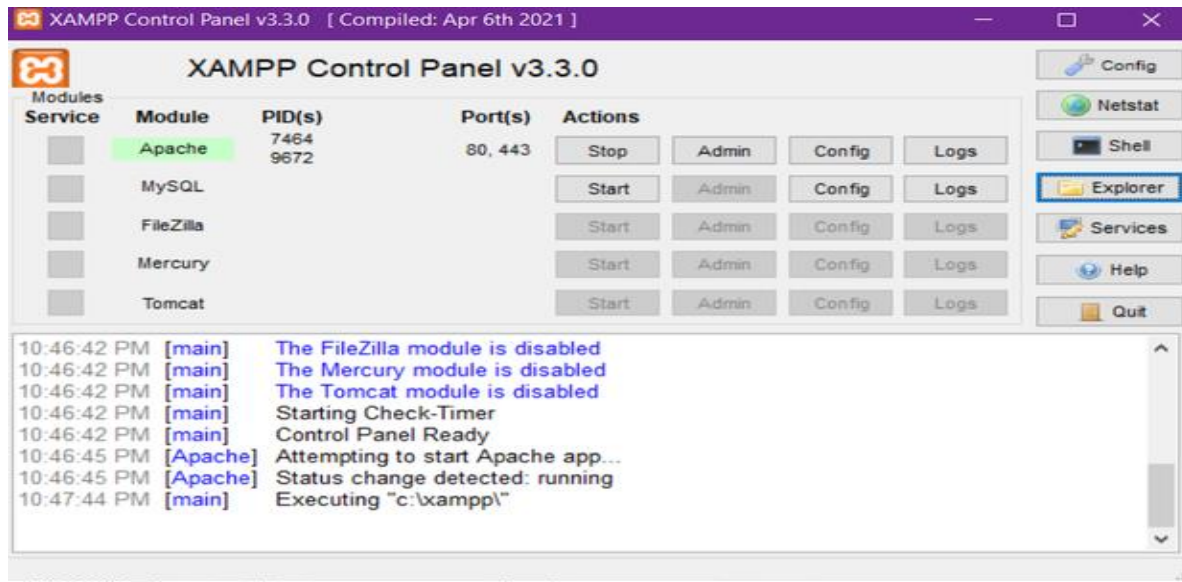 XAMPP Control Panel v3.3.0 [ Compiled: Apr 6th 2021 ]
XAMPP Control Panel v3.3.0
Config
Modules
Netstat
Service Module PID(s) Port(s) Actions
Apache 7464 80, 443 Stop Admin Config Logs
9672
Shell
MySQL Start Admin Config Logs
Explorer
FileZilla Start Admin Config Logs
Services
Mercury Start Admin Config Logs
Help
Tomcat Start Admin Config Logs
Quit
10:46:42 PM [main] The FileZilla module is disabled
10:46:42 PM [main] The Mercury module is disabled
10:46:42 PM [main] The Tomcat module is disabled
10:46:42 PM [main] Starting Check-Timer
10:46:42 PM [main] Control Panel Ready
10:46:45 PM [Apache] Attempting to start Apache app...
10:46:45 PM [Apache] Status change detected: running
10:47:44 PM [main] Executing "c:\xampp\"